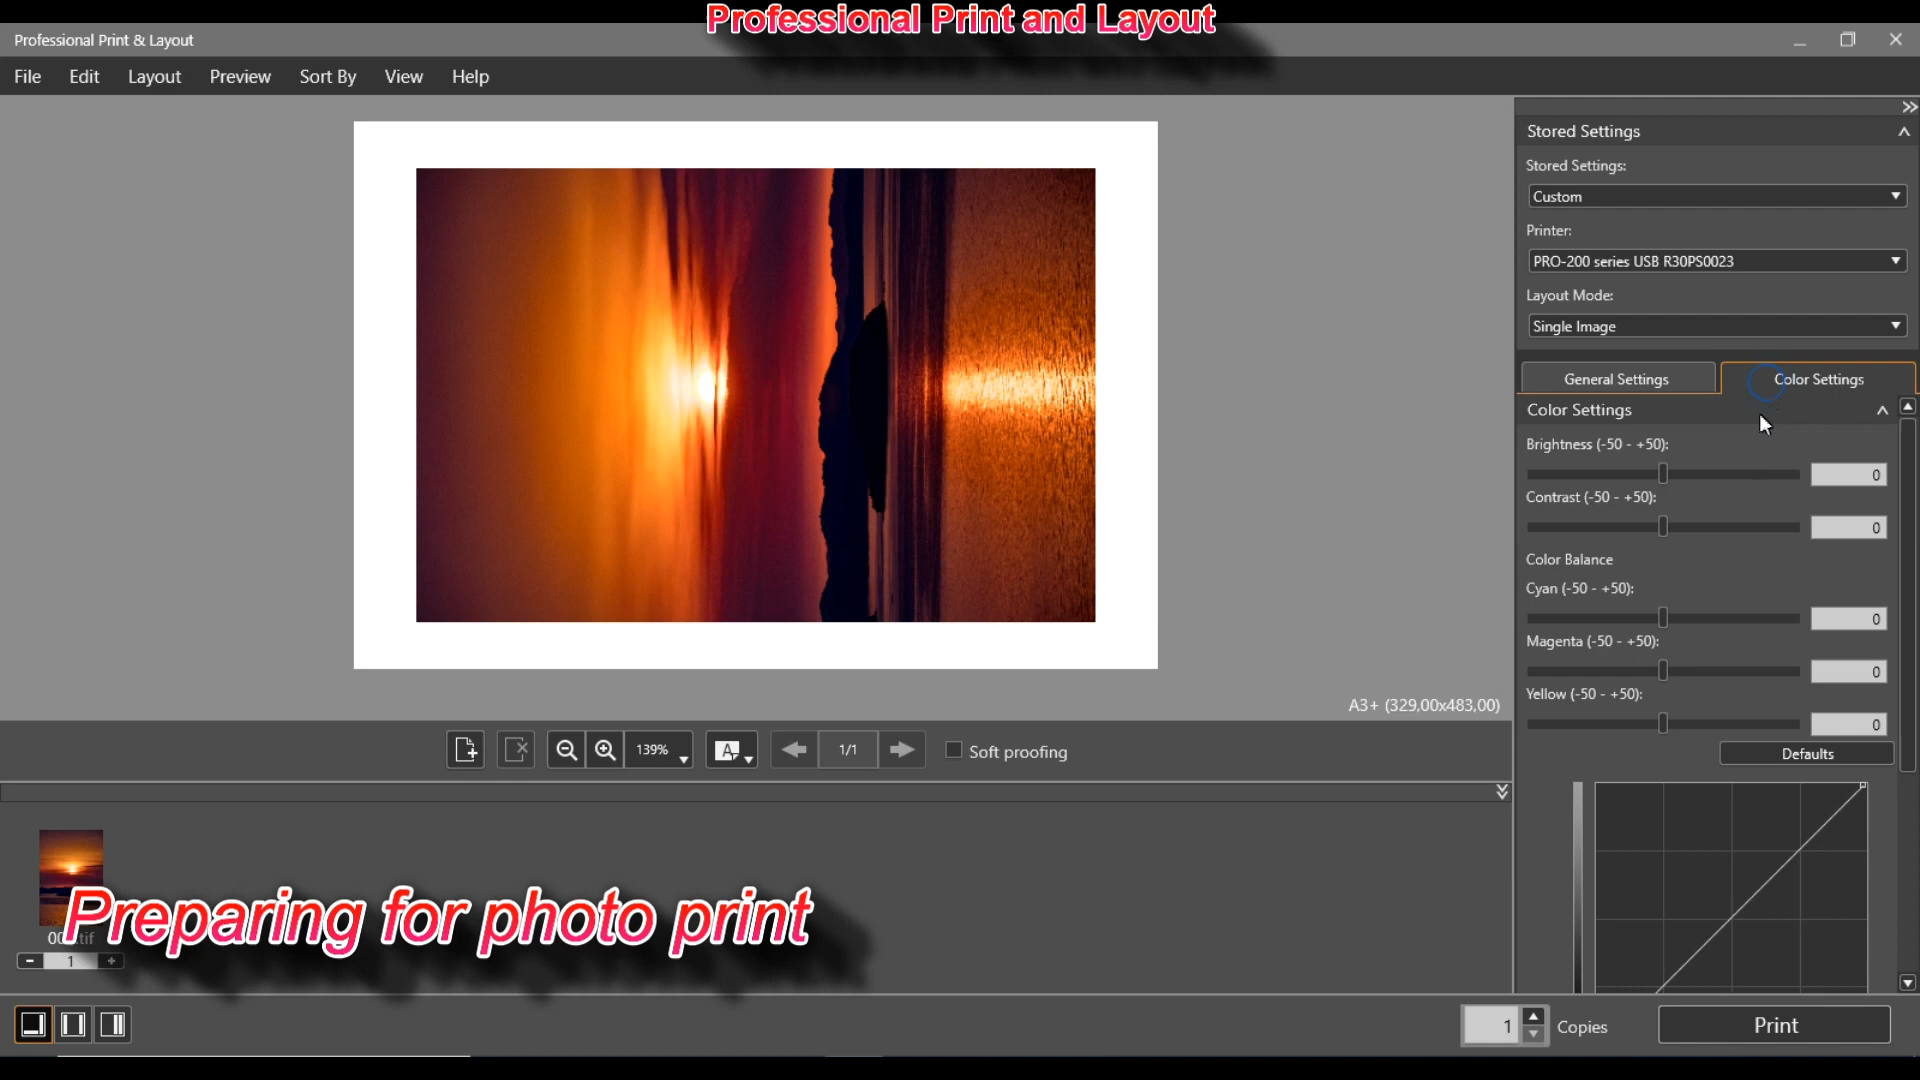 Professional Print and Layout
Professional Print & Layout
File Edit Layout Preview Sort By View Help
Stored Settings
Stored Settings:
Custom
Printer:
PRO-200 series USB R30PS0023
Layout Mode:
Single Image
General Settings Color Settings
Color Settings
Brightness (-50 - +50):
0
Contrast (-50 - +50):
0
Color Balance
Cyan (-50 - +50):
0
Magenta (-50 - +50):
0
Yellow (-50 - +50):
0
Defaults
A3+ (329,00x483,00)
139% A 1/1 Soft proofing
Preparing for photo print
1
1 Copies Print